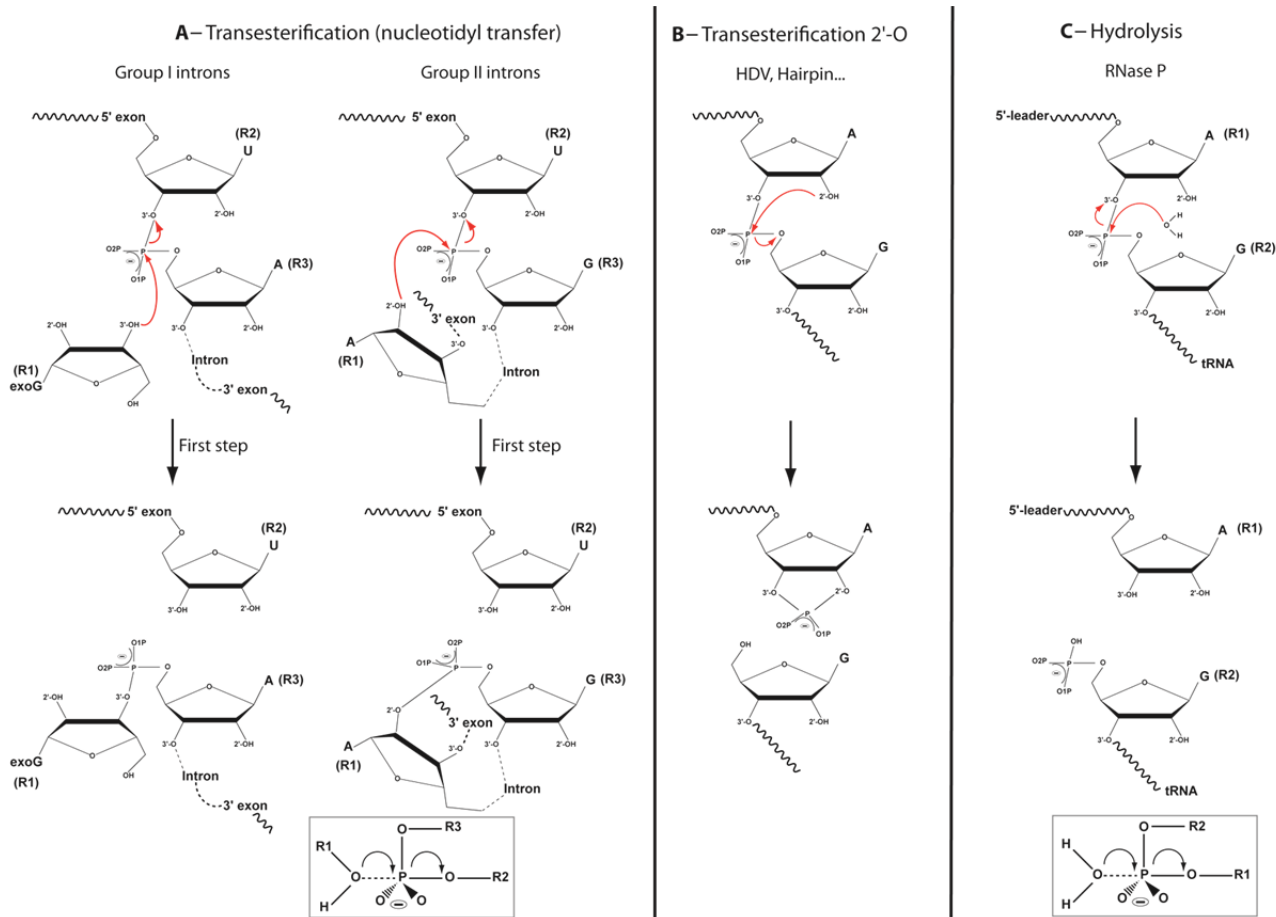 A– Transesterification (nucleotidyl transfer)
Group I introns
Group II introns
5' exon
O
(R2)
U
O
3'-O
2'-OH
O2P
P
O
O1P
O
A (R3)
2'-OH
3'-OH
3'-O
2'-OH
(R1)
exoG
O
OH
Intron
3' exon
First step
5' exon
O
(R2)
U
O
3'-OH
2'-OH
O1P
O2P
P
O
2'-OH
3'-O
O
A (R3)
3'-O
2'-OH
exoG
(R1)
O
OH
Intron
3' exon
5' exon
O
(R2)
U
O
3'-O
2'-OH
O2P
P
O
O1P
O
G (R3)
2'-OH
3' exon
3'-O
3'-O
2'-OH
A
(R1)
O
Intron
First step
5' exon
O
(R2)
U
O
3'-OH
2'-OH
O2P
O1P
P
O
O
G (R3)
2'-O
3' exon
3'-O
3'-O
2'-OH
A
(R1)
O
Intron
O R3
R1
O P O
R2
H
O O
B– Transesterification 2'-O
HDV, Hairpin...
O
A
O
3'-O
2'-OH
O2P
P
O
O1P
O
G
3'-O
2'-OH
O
A
O
3'-O
2'-O
P
O2P
O1P
OH
O
G
3'-O
2'-OH
C– Hydrolysis
RNase P
5'-leader
O
A (R1)
O
3'-O
2'-OH
H
O
H
O2P
P
O
O1P
O
G (R2)
3'-O
2'-OH
tRNA
5'-leader
O
A (R1)
O
3'-OH
2'-OH
OH
O2P
P
O
O1P
O
G (R2)
3'-O
2'-OH
tRNA
O R2
H
O P O
R1
H
O O